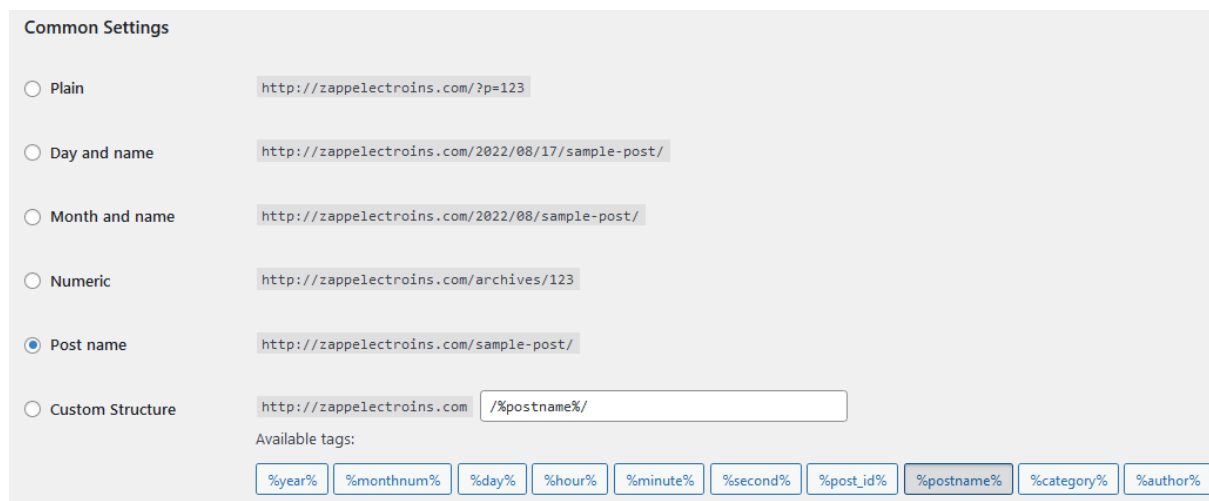 Common Settings
Plain http://zappelectroins.com/?p=123
Day and name http://zappelectroins.com/2022/08/17/sample-post/
Month and name http://zappelectroins.com/2022/08/sample-post/
Numeric http://zappelectroins.com/archives/123
Post name http://zappelectroins.com/sample-post/
Custom Structure http://zappelectroins.com /%postname%/
Available tags:
%year% %monthnum% %day% %hour% %minute% %second% %post_id% %postname% %category% %author%